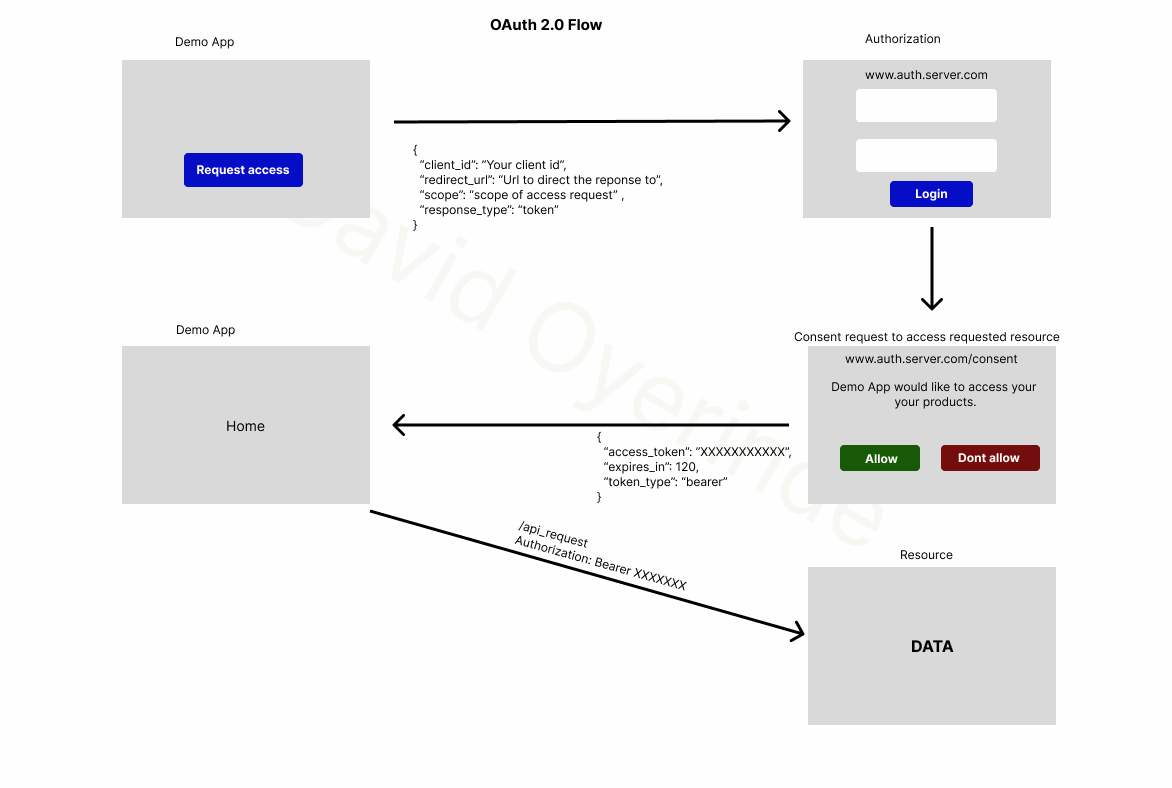 OAuth 2.0 Flow
Demo App
Request access
{
“client_id”: “Your client id”,
“redirect_url”: “Url to direct the reponse to”,
“scope”: “scope of access request” ,
“response_type”: “token”
}
Authorization
www.auth.server.com
Login
Consent request to access requested resource
www.auth.server.com/consent
Demo App would like to access your
your products.
Allow
Dont allow
{
“access_token”: “XXXXXXXXXXX”,
“expires_in”: 120,
“token_type”: “bearer”
}
Demo App
Home
/api_request
Authorization: Bearer XXXXXXX
Resource
DATA
David Oyerinde